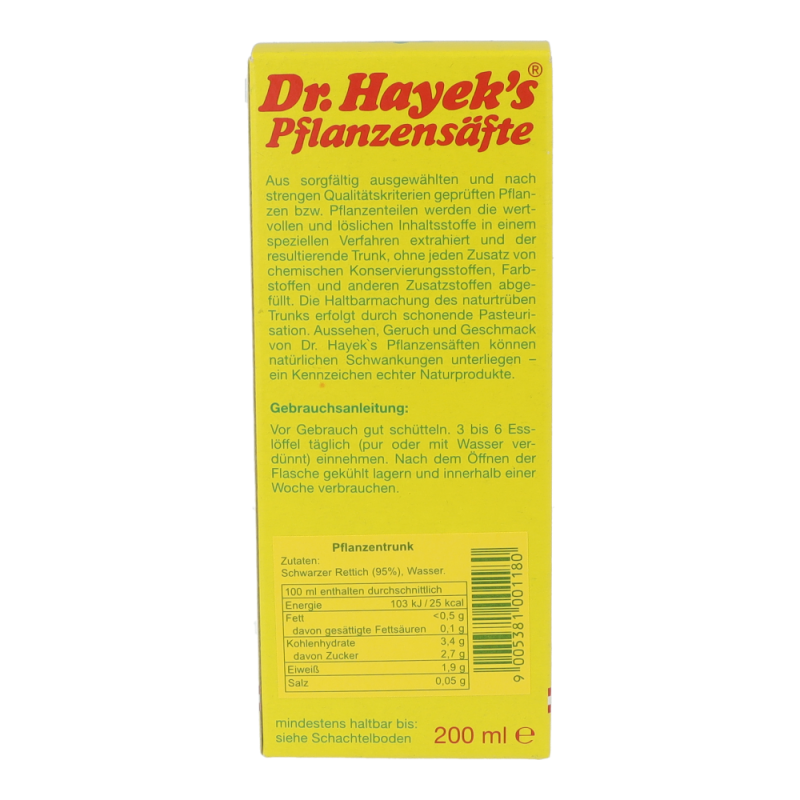 Dr. Hayek's®
Pflanzensäfte
Aus sorgfältig ausgewählten und nach
strengen Qualitätskriterien geprüften Pflan-
zen bzw. Pflanzenteilen werden die wert-
vollen und löslichen Inhaltsstoffe in einem
speziellen Verfahren extrahiert und der
resultierende Trunk, ohne jeden Zusatz von
chemischen Konservierungsstoffen, Farb-
stoffen und anderen Zusatzstoffen abge-
füllt. Die Haltbarmachung des naturtrüben
Trunks erfolgt durch schonende Pasteuri-
sation. Aussehen, Geruch und Geschmack
von Dr. Hayek`s Pflanzensäften können
natürlichen Schwankungen unterliegen –
ein Kennzeichen echter Naturprodukte.
Gebrauchsanleitung:
Vor Gebrauch gut schütteln. 3 bis 6 Ess-
löffel täglich (pur oder mit Wasser ver-
dünnt) einnehmen. Nach dem Öffnen der
Flasche gekühlt lagern und innerhalb einer
Woche verbrauchen.
Pflanzentrunk
Zutaten:
Schwarzer Rettich (95%), Wasser.
100 ml enthalten durchschnittlich
Energie 103 kJ / 25 kcal
Fett <0,5 g
davon gesättigte Fettsäuren 0,1 g
Kohlenhydrate 3,4 g
davon Zucker 2,7 g
Eiweiß 1,9 g
Salz 0,05 g
9 005381 001180
mindestens haltbar bis:
siehe Schachtelboden
200 ml ℮